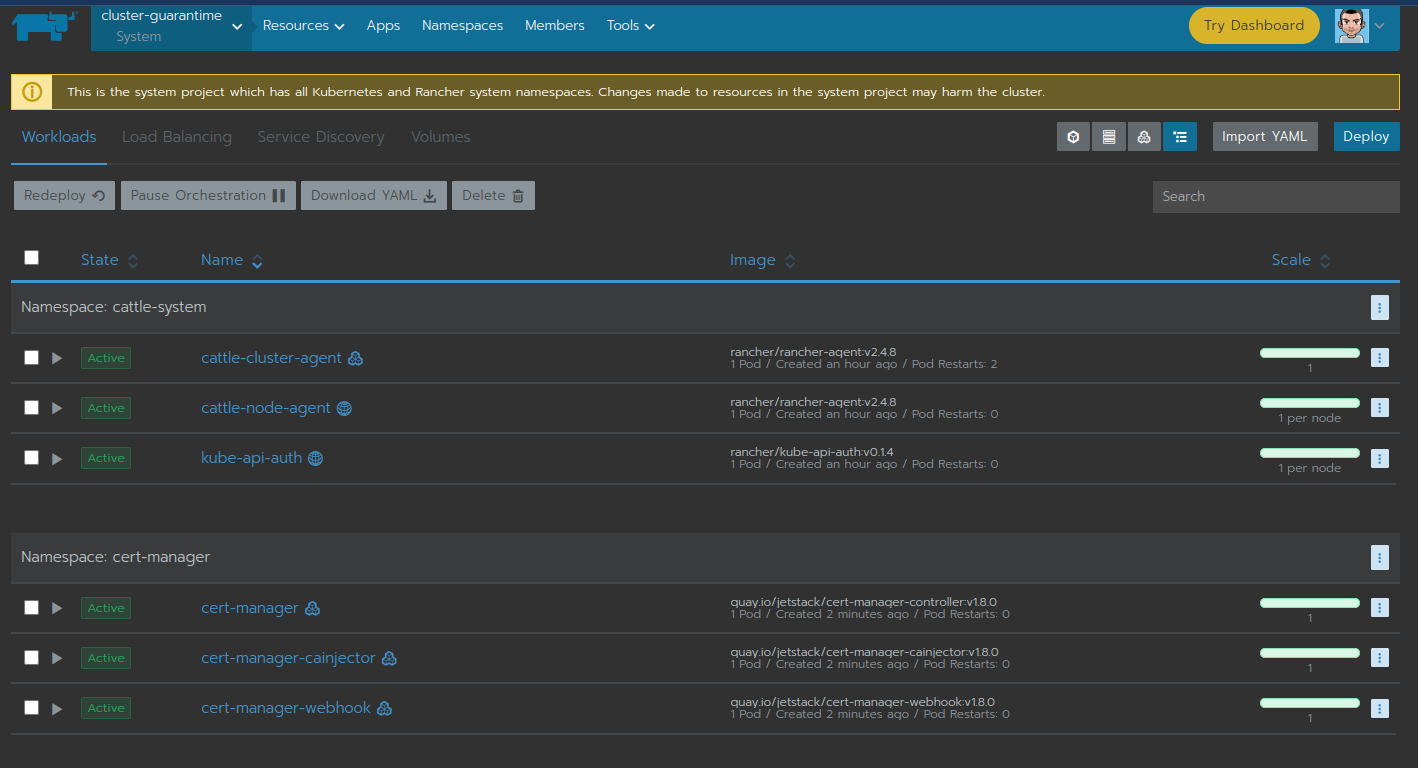 cluster-guarantime
System
Resources Apps Namespaces Members Tools
Try Dashboard
This is the system project which has all Kubernetes and Rancher system namespaces. Changes made to resources in the system project may harm the cluster.
Workloads Load Balancing Service Discovery Volumes
Import YAML Deploy
Redeploy Pause Orchestration Download YAML Delete
Search
State Name Image Scale
Namespace: cattle-system
Active cattle-cluster-agent
rancher/rancher-agent:v2.4.8
1 Pod / Created an hour ago / Pod Restarts: 2
1
Active cattle-node-agent
rancher/rancher-agent:v2.4.8
1 Pod / Created an hour ago / Pod Restarts: 0
1 per node
Active kube-api-auth
rancher/kube-api-auth:v0.1.4
1 Pod / Created an hour ago / Pod Restarts: 0
1 per node
Namespace: cert-manager
Active cert-manager
quay.io/jetstack/cert-manager-controller:v1.8.0
1 Pod / Created 2 minutes ago / Pod Restarts: 0
1
Active cert-manager-cainjector
quay.io/jetstack/cert-manager-cainjector:v1.8.0
1 Pod / Created 2 minutes ago / Pod Restarts: 0
1
Active cert-manager-webhook
quay.io/jetstack/cert-manager-webhook:v1.8.0
1 Pod / Created 2 minutes ago / Pod Restarts: 0
1